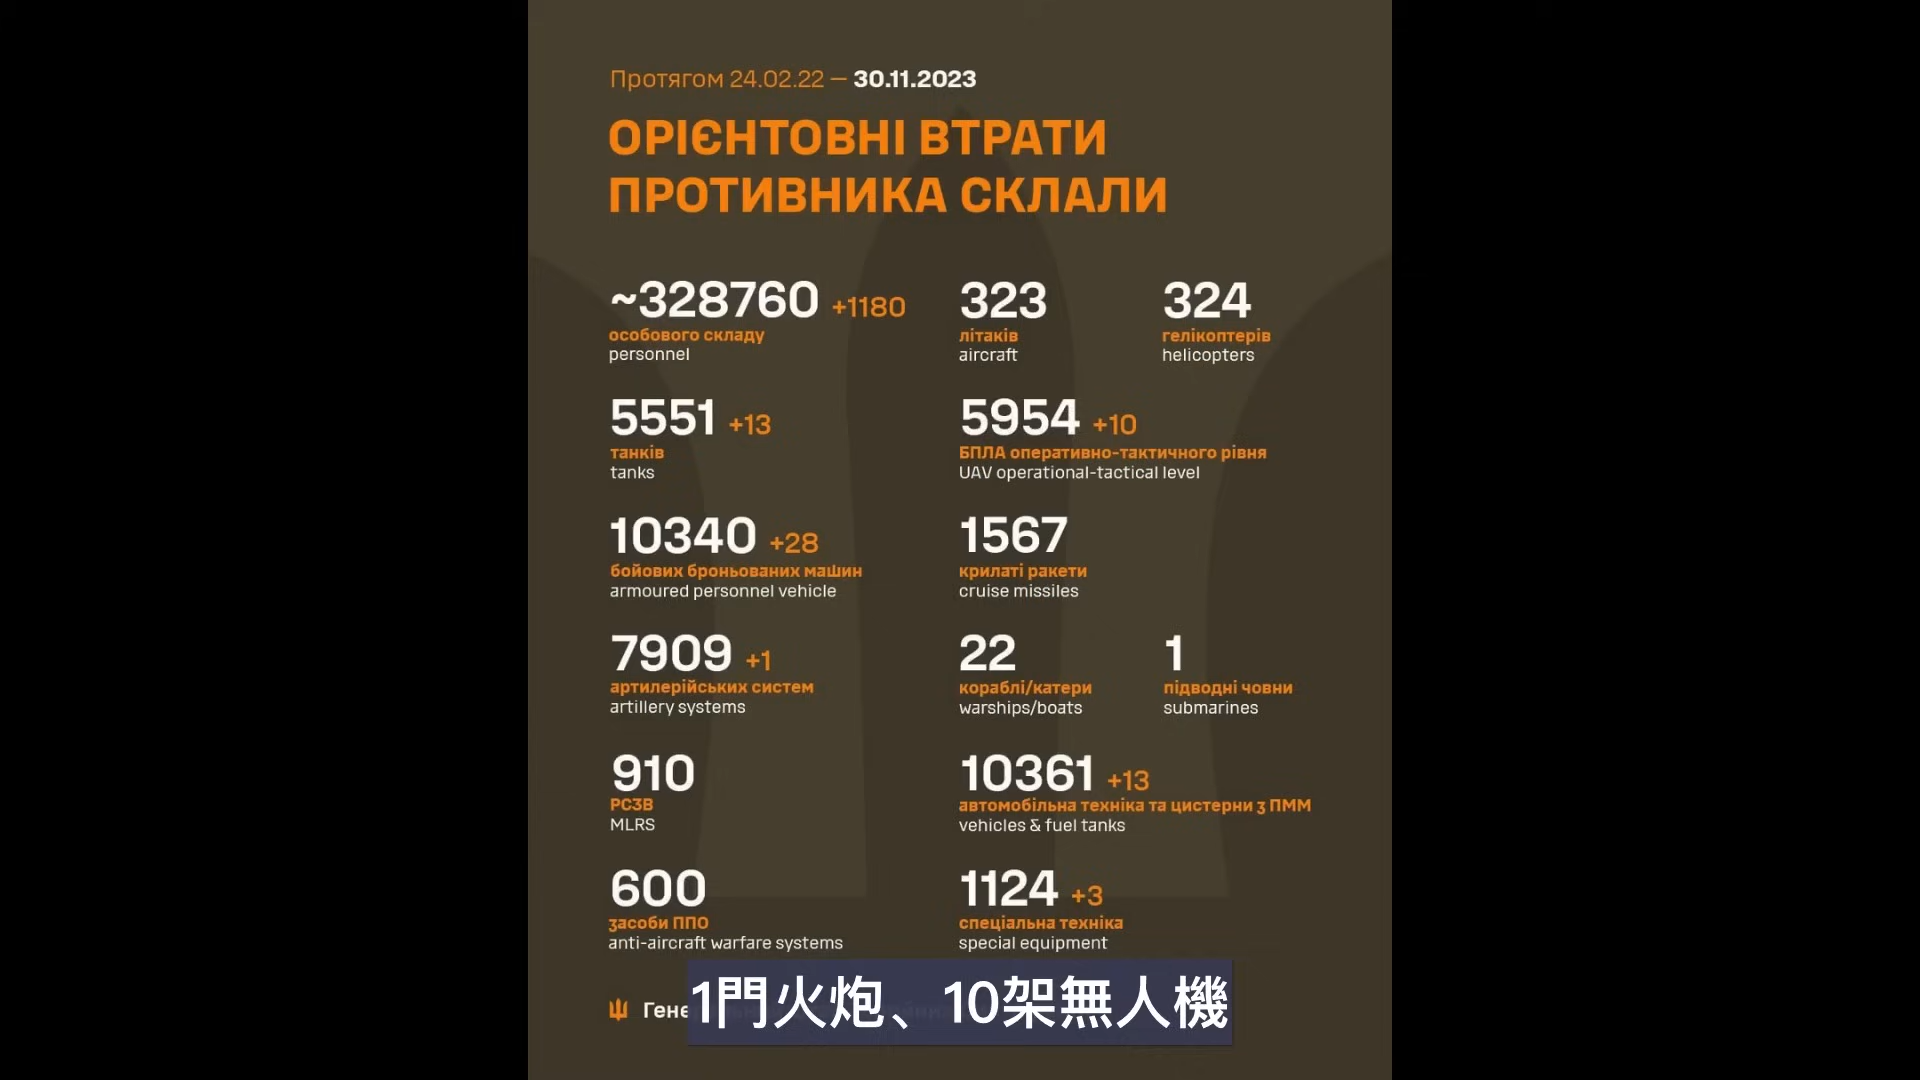 Протягом 24.02.22 — 30.11.2023
ОРІЄНТОВНІ ВТРАТИ
ПРОТИВНИКА СКЛАЛИ
~328760 +1180
особового складу
personnel
323
літаків
aircraft
324
гелікоптерів
helicopters
5551 +13
танків
tanks
5954 +10
БПЛА оперативно-тактичного рівня
UAV operational-tactical level
10340 +28
бойових броньованих машин
armoured personnel vehicle
1567
крилаті ракети
cruise missiles
7909 +1
артилерійських систем
artillery systems
22
кораблі/катери
warships/boats
1
підводні човни
submarines
910
РСЗВ
MLRS
10361 +13
автомобільна техніка та цистерни з ПММ
vehicles & fuel tanks
600
засоби ППО
anti-aircraft warfare systems
1124 +3
спеціальна техніка
special equipment
1門火炮、10架無人機